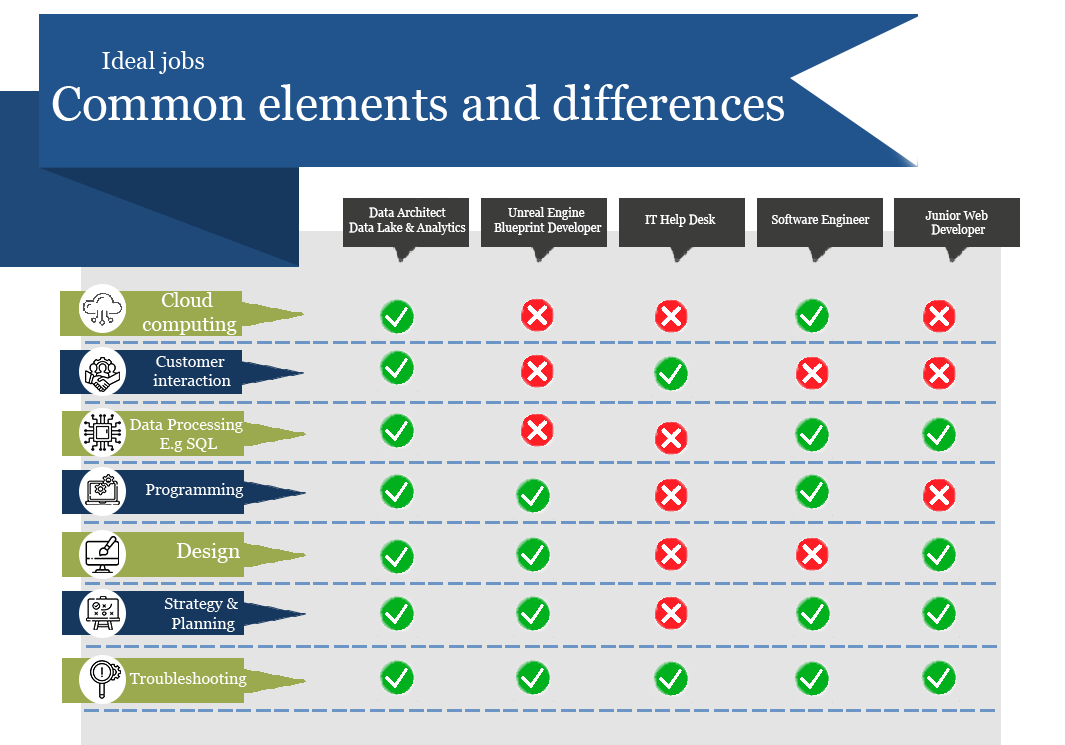 Ideal jobs
Common elements and differences
Data Architect
Data Lake & Analytics
Unreal Engine
Blueprint Developer
IT Help Desk
Software Engineer
Junior Web
Developer
Cloud
computing
Customer
interaction
Data Processing
E.g SQL
Programming
Design
Strategy &
Planning
Troubleshooting